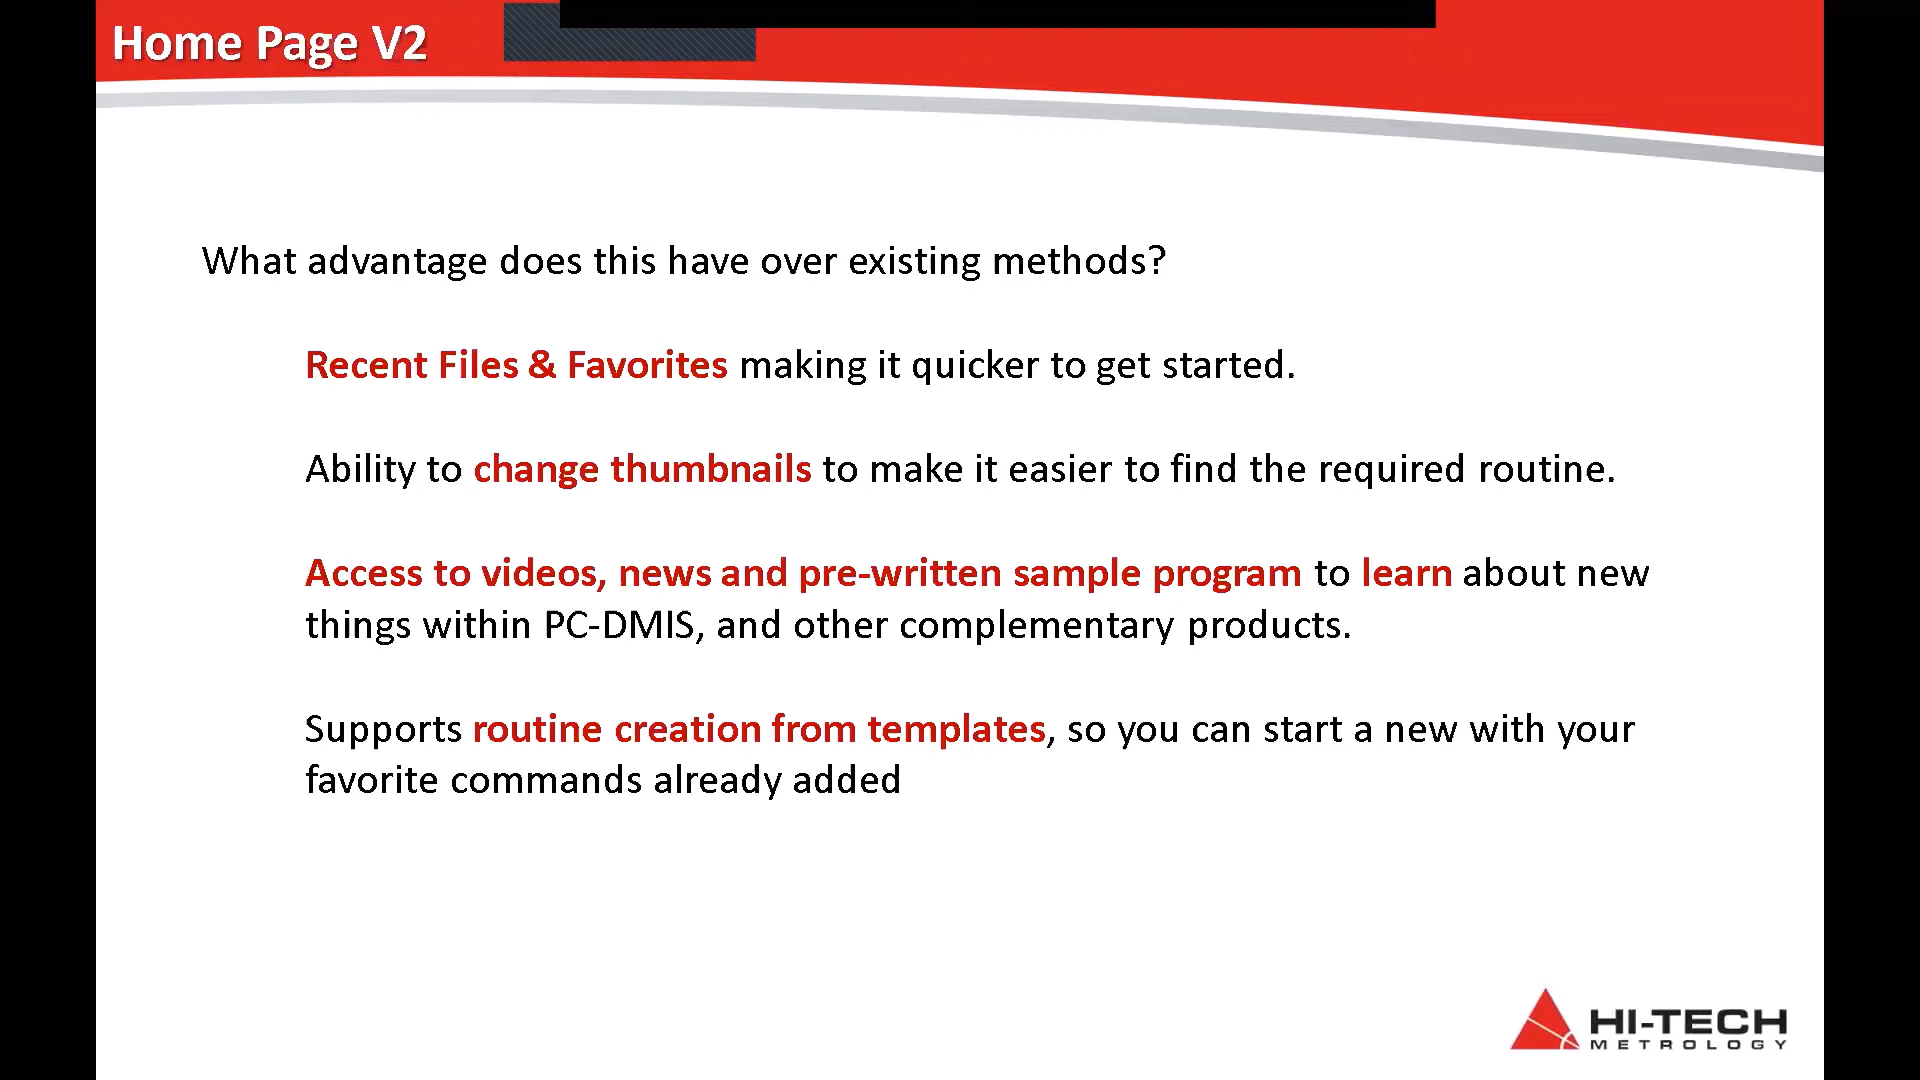 Home Page V2
What advantage does this have over existing methods?
Recent Files & Favorites making it quicker to get started.
Ability to change thumbnails to make it easier to find the required routine.
Access to videos, news and pre-written sample program to learn about new
things within PC-DMIS, and other complementary products.
Supports routine creation from templates, so you can start a new with your
favorite commands already added
HI-TECH
METROLOGY